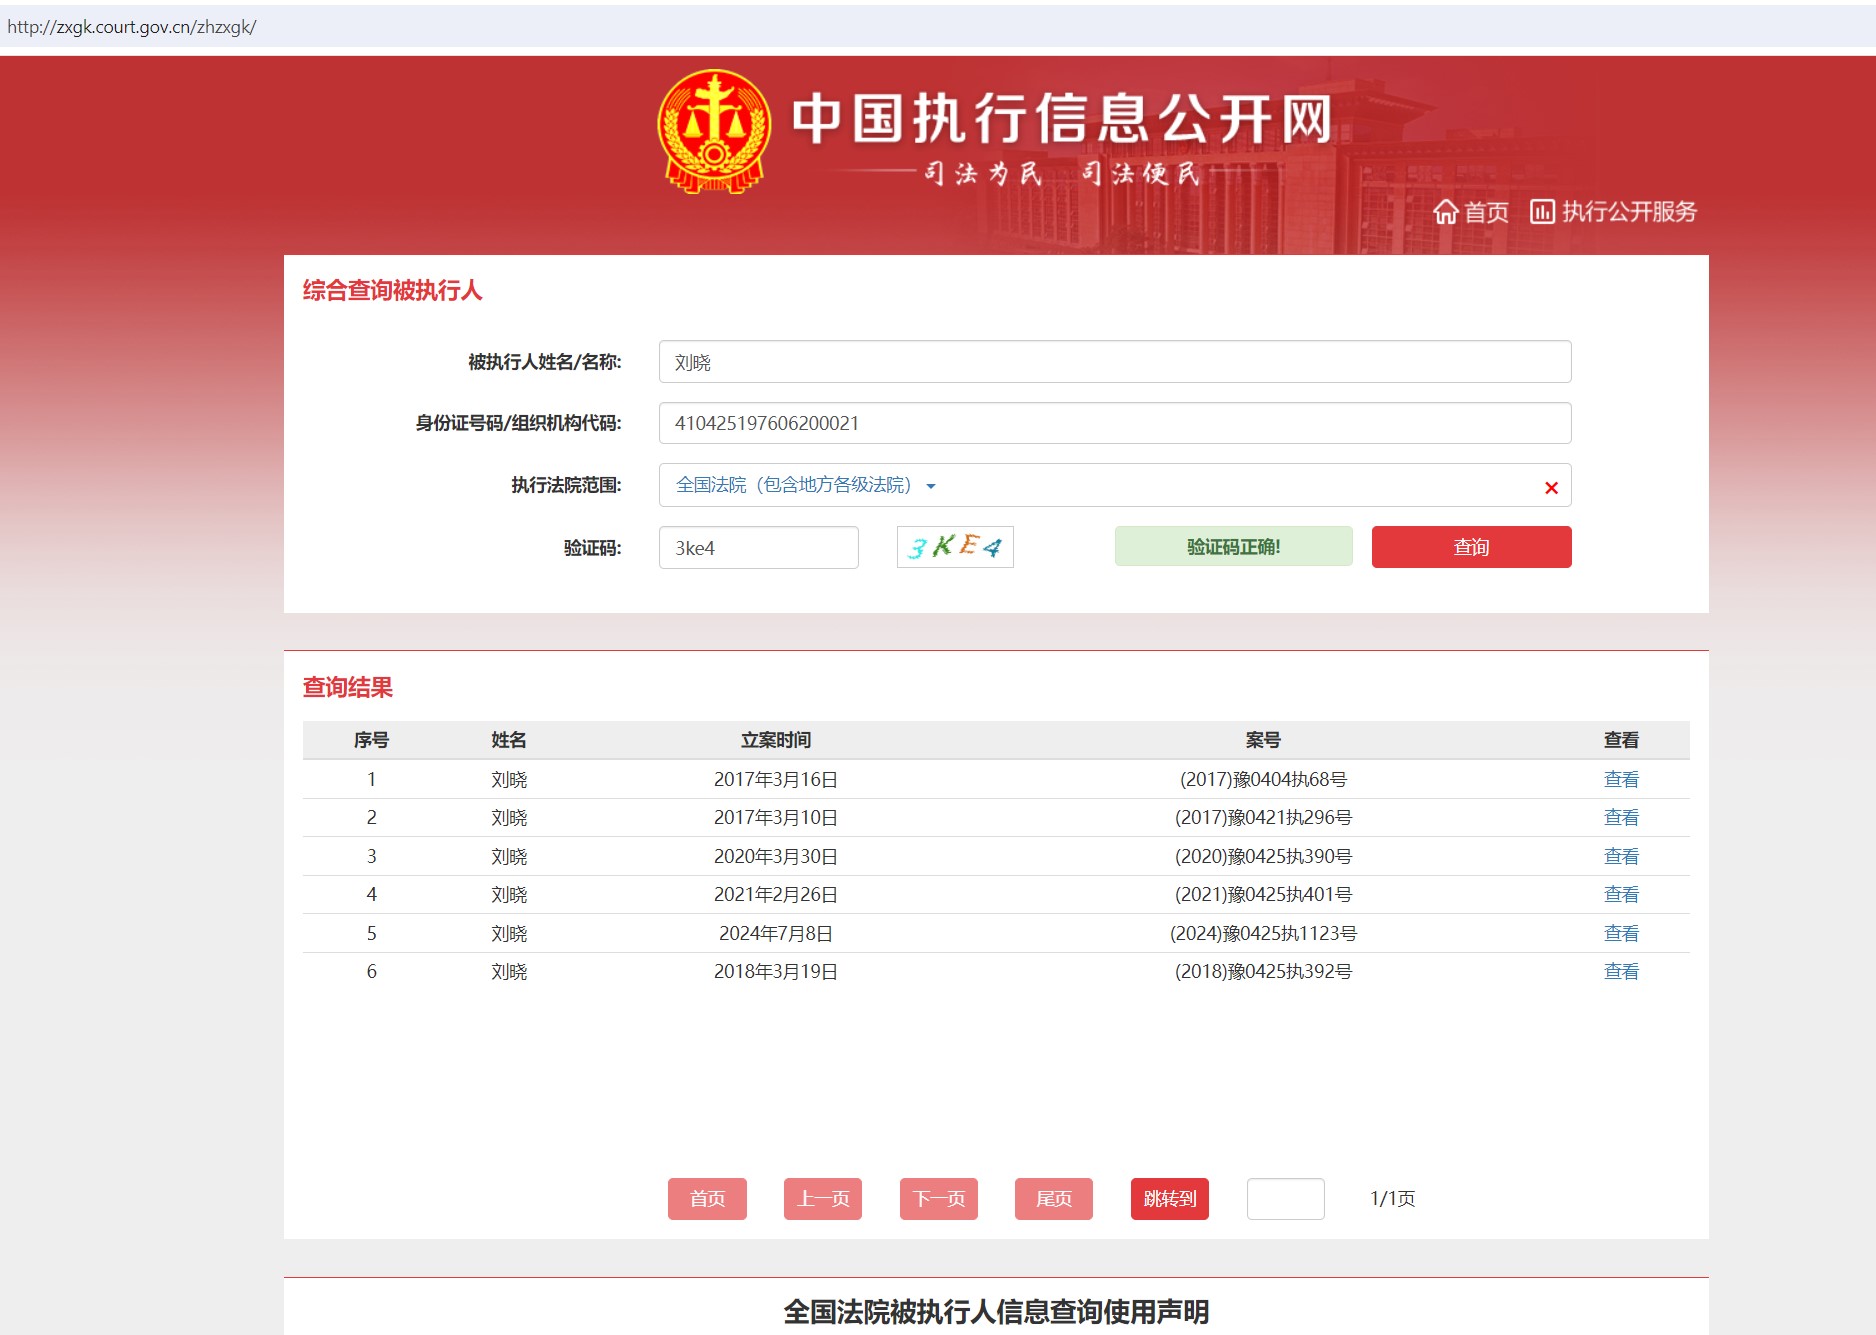 http://zxgk.court.gov.cn/zhzxgk/
中国执行信息公开网
司法为民 司法便民
首页 执行公开服务
综合查询被执行人
被执行人姓名/名称: 刘晓
身份证号码/组织机构代码: 410425197606200021
执行法院范围: 全国法院（包含地方各级法院）
验证码: 3ke4 3KE4 验证码正确! 查询
查询结果
序号 姓名 立案时间 案号 查看
1 刘晓 2017年3月16日 (2017)豫0404执68号 查看
2 刘晓 2017年3月10日 (2017)豫0421执296号 查看
3 刘晓 2020年3月30日 (2020)豫0425执390号 查看
4 刘晓 2021年2月26日 (2021)豫0425执401号 查看
5 刘晓 2024年7月8日 (2024)豫0425执1123号 查看
6 刘晓 2018年3月19日 (2018)豫0425执392号 查看
首页 上一页 下一页 尾页 跳转到 1/1页
全国法院被执行人信息查询使用声明